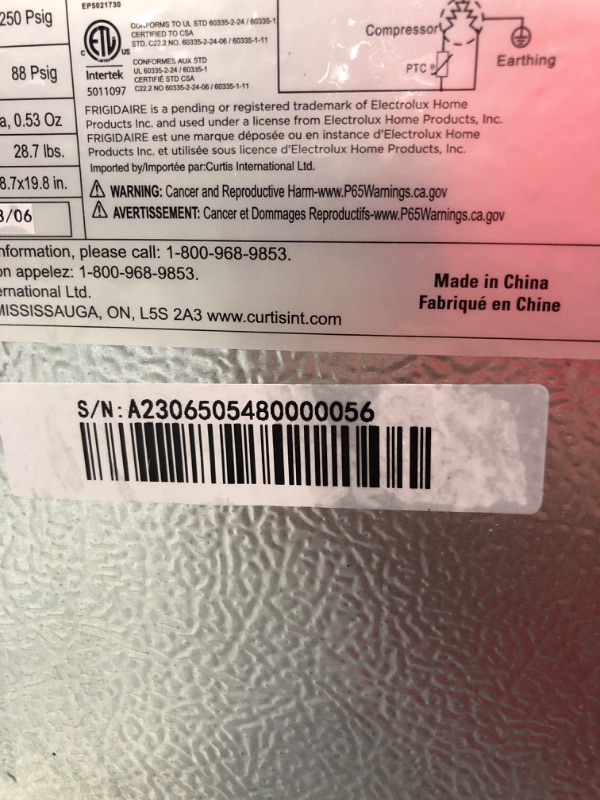 250 Psig
88 Psig
a, 0.53 Oz
28.7 lbs.
8.7x19.8 in.
3/06
EPS021730
ETL
c us
Intertek
5011097
CONFORMS TO UL STD 60335-2-24 / 60335-1
CERTIFIED TO CSA
STD. C22.2 NO. 60335-2-24-06 / 60335-1-11
CONFORMES AUX STD
UL 60335-2-24 / 60335-1
CERTIFIÉ STD CSA
C22.2 NO 60335-2-24-06 / 60335-1-11
Compressor
PTC
Earthing
FRIGIDAIRE is a pending or registered trademark of Electrolux Home
Products Inc. and used under a license from Electrolux Home Products, Inc.
FRIGIDAIRE est une marque déposée ou en instance d'Electrolux Home
Products Inc. et utilisée sous licence d'Electrolux Home Products, Inc.
Imported by/Importée par:Curtis International Ltd.
WARNING: Cancer and Reproductive Harm-www.P65Warnings.ca.gov
AVERTISSEMENT: Cancer et Dommages Reproductifs-www.P65Warnings.ca.gov
nformation, please call: 1-800-968-9853.
on appelez: 1-800-968-9853.
ernational Ltd.
MISSISSAUGA, ON, L5S 2A3 www.curtisint.com
Made in China
Fabriqué en Chine
S/N: A2306505480000056